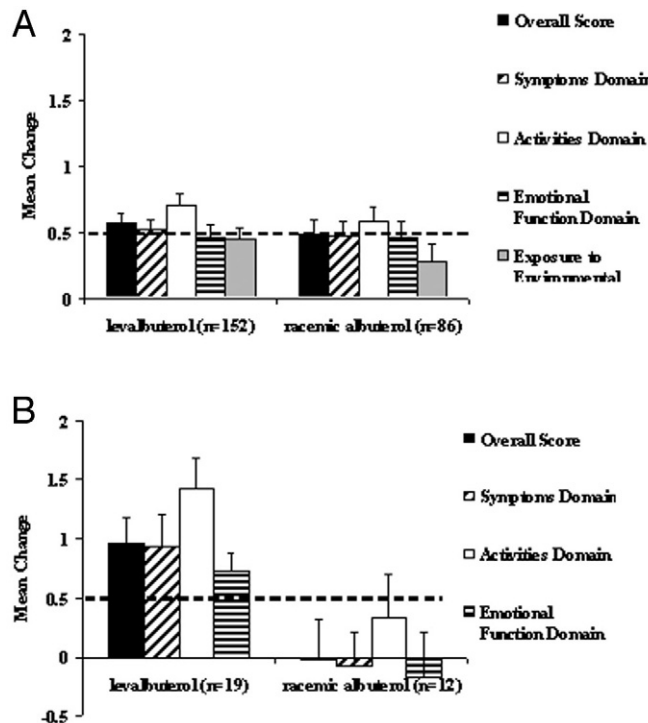 A
2
1.5
1
0.5
0
Mean Change
levalbuterol (n=152)
racemic albuterol (n=86)
Overall Score
Symptoms Domain
Activities Domain
Emotional
Function Domain
Exposure to
Environmental
B
2
1.5
1
0.5
0
-0.5
Mean Change
levalbuterol (n=19)
racemic albuterol (n=12)
Overall Score
Symptoms Domain
Activities Domain
Emotional
Function Domain